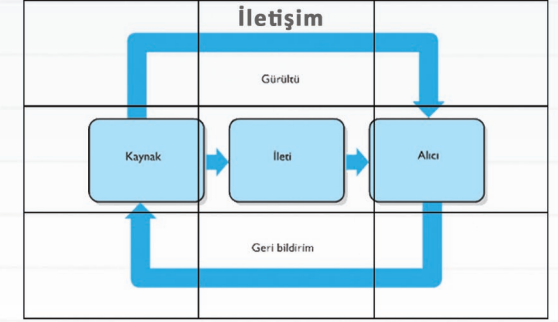 İletişim
Gürültü
Kaynak
İleti
Alıcı
Geri bildirim